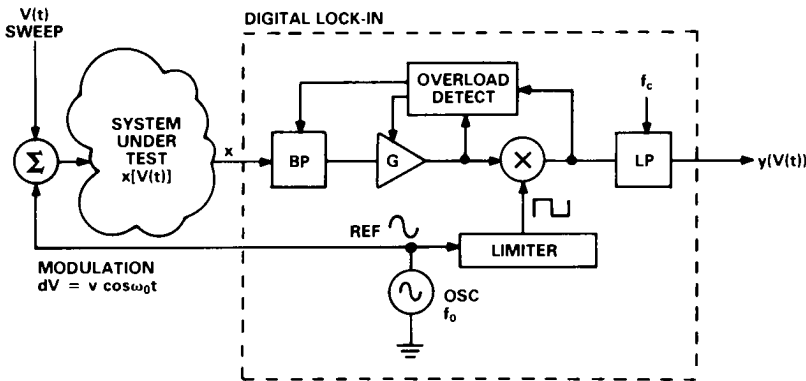 V(t)
SWEEP
DIGITAL LOCK-IN
OVERLOAD
DETECT
f_c
SYSTEM
UNDER
TEST
x[V(t)]
Σ
x
BP
G
×
LP
y(V(t))
REF
LIMITER
MODULATION
dV = v cosω₀t
OSC
f₀